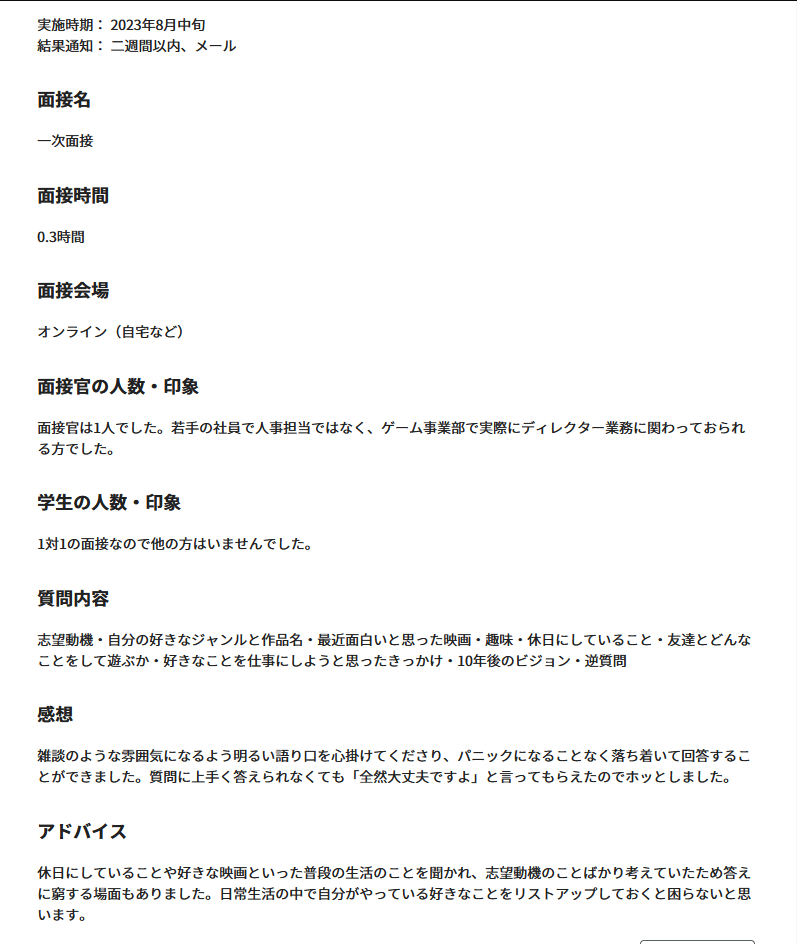 実施時期： 2023年8月中旬
結果通知： 二週間以内、メール
面接名
一次面接
面接時間
0.3時間
面接会場
オンライン（自宅など）
面接官の人数・印象
面接官は1人でした。若手の社員で人事担当ではなく、ゲーム事業部で実際にディレクター業務に関わっておられ
る方でした。
学生の人数・印象
1対1の面接なので他の方はいませんでした。
質問内容
志望動機・自分の好きなジャンルと作品名・最近面白いと思った映画・趣味・休日にしていること・友達とどんな
ことをして遊ぶか・好きなことを仕事にしようと思ったきっかけ・10年後のビジョン・逆質問
感想
雑談のような雰囲気になるよう明るい語り口を心掛けてくださり、パニックになることなく落ち着いて回答するこ
とができました。質問に上手く答えられなくても「全然大丈夫ですよ」と言ってもらえたのでホッとしました。
アドバイス
休日にしていることや好きな映画といった普段の生活のことを聞かれ、志望動機のことばかり考えていたため答え
に窮する場面もありました。日常生活の中で自分がやっている好きなことをリストアップしておくと困らないと思
います。